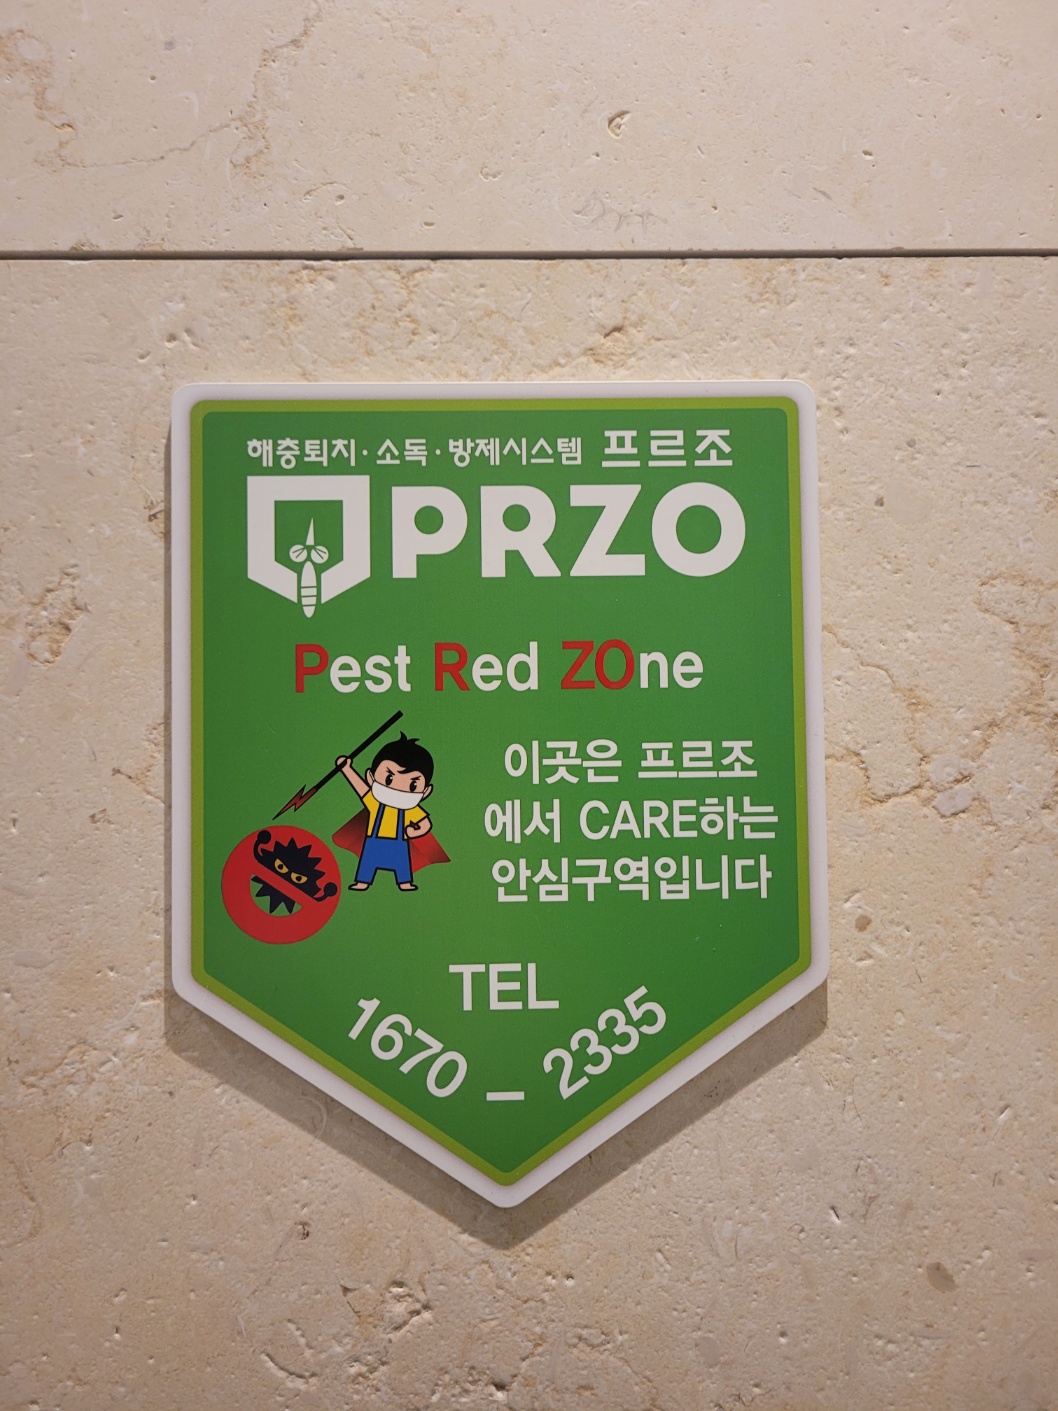 해충퇴치·소독·방제시스템 프르조
PRZO
Pest Red ZOne
이곳은 프르조
에서 CARE하는
안심구역입니다
TEL
1670 – 2335